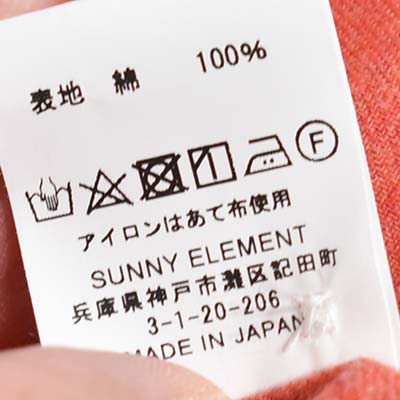 表地 綿 100%
F
アイロンはあて布使用
SUNNY ELEMENT
兵庫県神戸市灘区記田町
3-1-20-206
MADE IN JAPAN